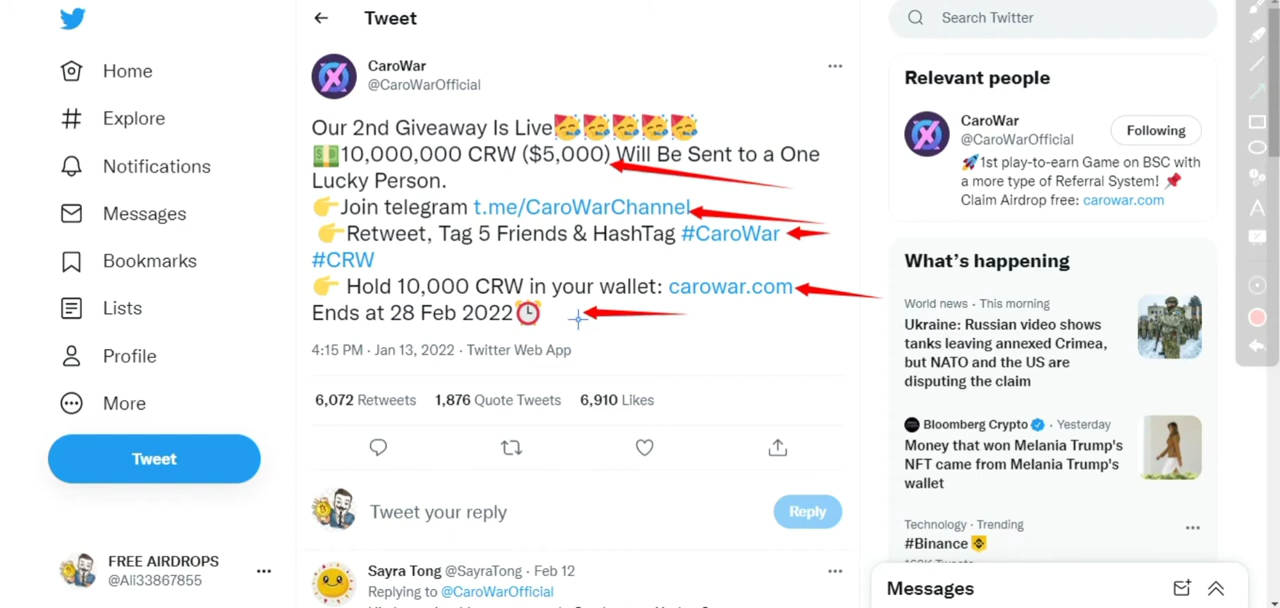 Home
Explore
Notifications
Messages
Bookmarks
Lists
Profile
More
Tweet
FREE AIRDROPS
@Ali33867855
Tweet
CaroWar
@CaroWarOfficial
Our 2nd Giveaway Is Live🥳🥳🥳🥳🥳
💵10,000,000 CRW ($5,000) Will Be Sent to a One
Lucky Person.
👉Join telegram t.me/CaroWarChannel
👉Retweet, Tag 5 Friends & HashTag #CaroWar
#CRW
👉 Hold 10,000 CRW in your wallet: carowar.com
Ends at 28 Feb 2022⏰
4:15 PM · Jan 13, 2022 · Twitter Web App
6,072 Retweets 1,876 Quote Tweets 6,910 Likes
Tweet your reply
Reply
Sayra Tong @SayraTong · Feb 12
Replying to @CaroWarOfficial
Search Twitter
Relevant people
CaroWar
@CaroWarOfficial
Following
🚀1st play-to-earn Game on BSC with
a more type of Referral System! 📌
Claim Airdrop free: carowar.com
What's happening
World news · This morning
Ukraine: Russian video shows
tanks leaving annexed Crimea,
but NATO and the US are
disputing the claim
Bloomberg Crypto · Yesterday
Money that won Melania Trump's
NFT came from Melania Trump's
wallet
Technology · Trending
#Binance
Messages